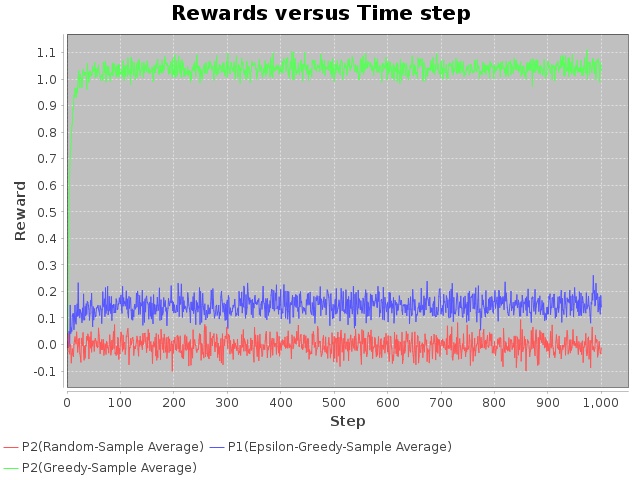 Rewards versus Time step
1.1
1.0
0.9
0.8
0.7
0.6
0.5
0.4
0.3
0.2
0.1
0.0
-0.1
Reward
0 100 200 300 400 500 600 700 800 900 1,000
Step
P2(Random-Sample Average) P1(Epsilon-Greedy-Sample Average)
P2(Greedy-Sample Average)